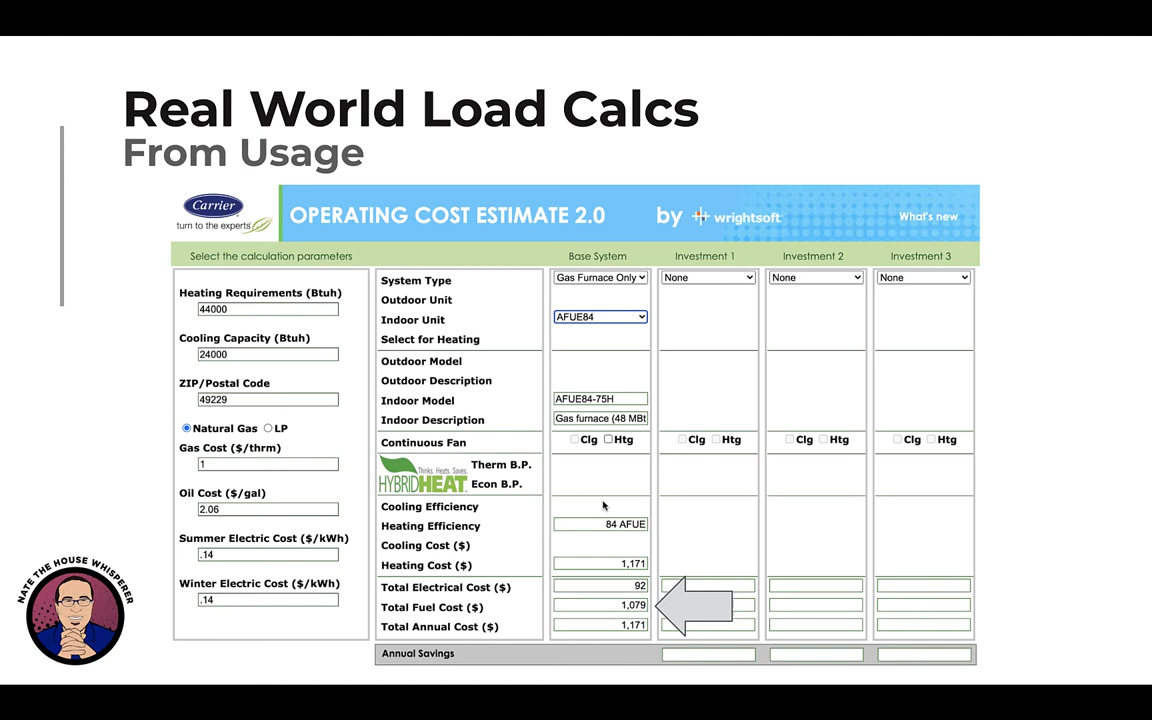 Real World Load Calcs
From Usage
Carrier
turn to the experts
OPERATING COST ESTIMATE 2.0 by wrightsoft What's new
Select the calculation parameters Base System Investment 1 Investment 2 Investment 3
Heating Requirements (Btuh)
44000
Cooling Capacity (Btuh)
24000
ZIP/Postal Code
49229
Natural Gas LP
Gas Cost ($/thrm)
1
Oil Cost ($/gal)
2.06
Summer Electric Cost ($/kWh)
.14
Winter Electric Cost ($/kWh)
.14
System Type Gas Furnace Only None None None
Outdoor Unit
Indoor Unit AFUE84
Select for Heating
Outdoor Model
Outdoor Description
Indoor Model AFUE84-75H
Indoor Description Gas furnace (48 MBt
Continuous Fan Clg Htg Clg Htg Clg Htg Clg Htg
Thinks. Heats. Saves.
HYBRIDHEAT
Therm B.P.
Econ B.P.
Cooling Efficiency
Heating Efficiency 84 AFUE
Cooling Cost ($)
Heating Cost ($) 1,171
Total Electrical Cost ($) 92
Total Fuel Cost ($) 1,079
Total Annual Cost ($) 1,171
Annual Savings
NATE THE HOUSE WHISPERER